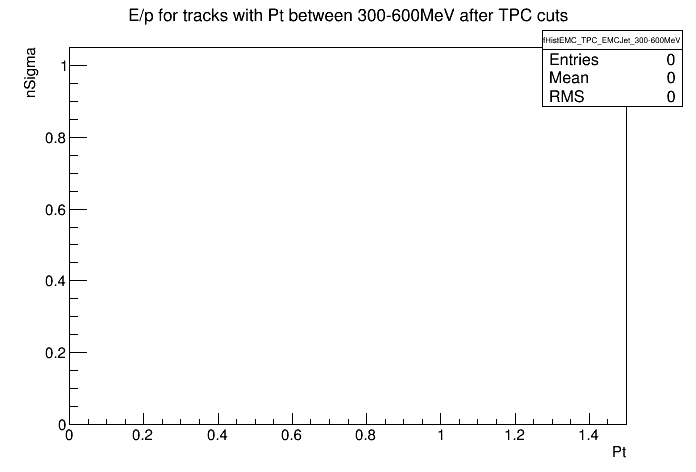 E/p for tracks with Pt between 300-600MeV after TPC cuts
fHistEMC_TPC_EMCJet_300-600MeV
Entries 0
Mean 0
RMS 0
nSigma
1
0.8
0.6
0.4
0.2
0
0 0.2 0.4 0.6 0.8 1 1.2 1.4
Pt